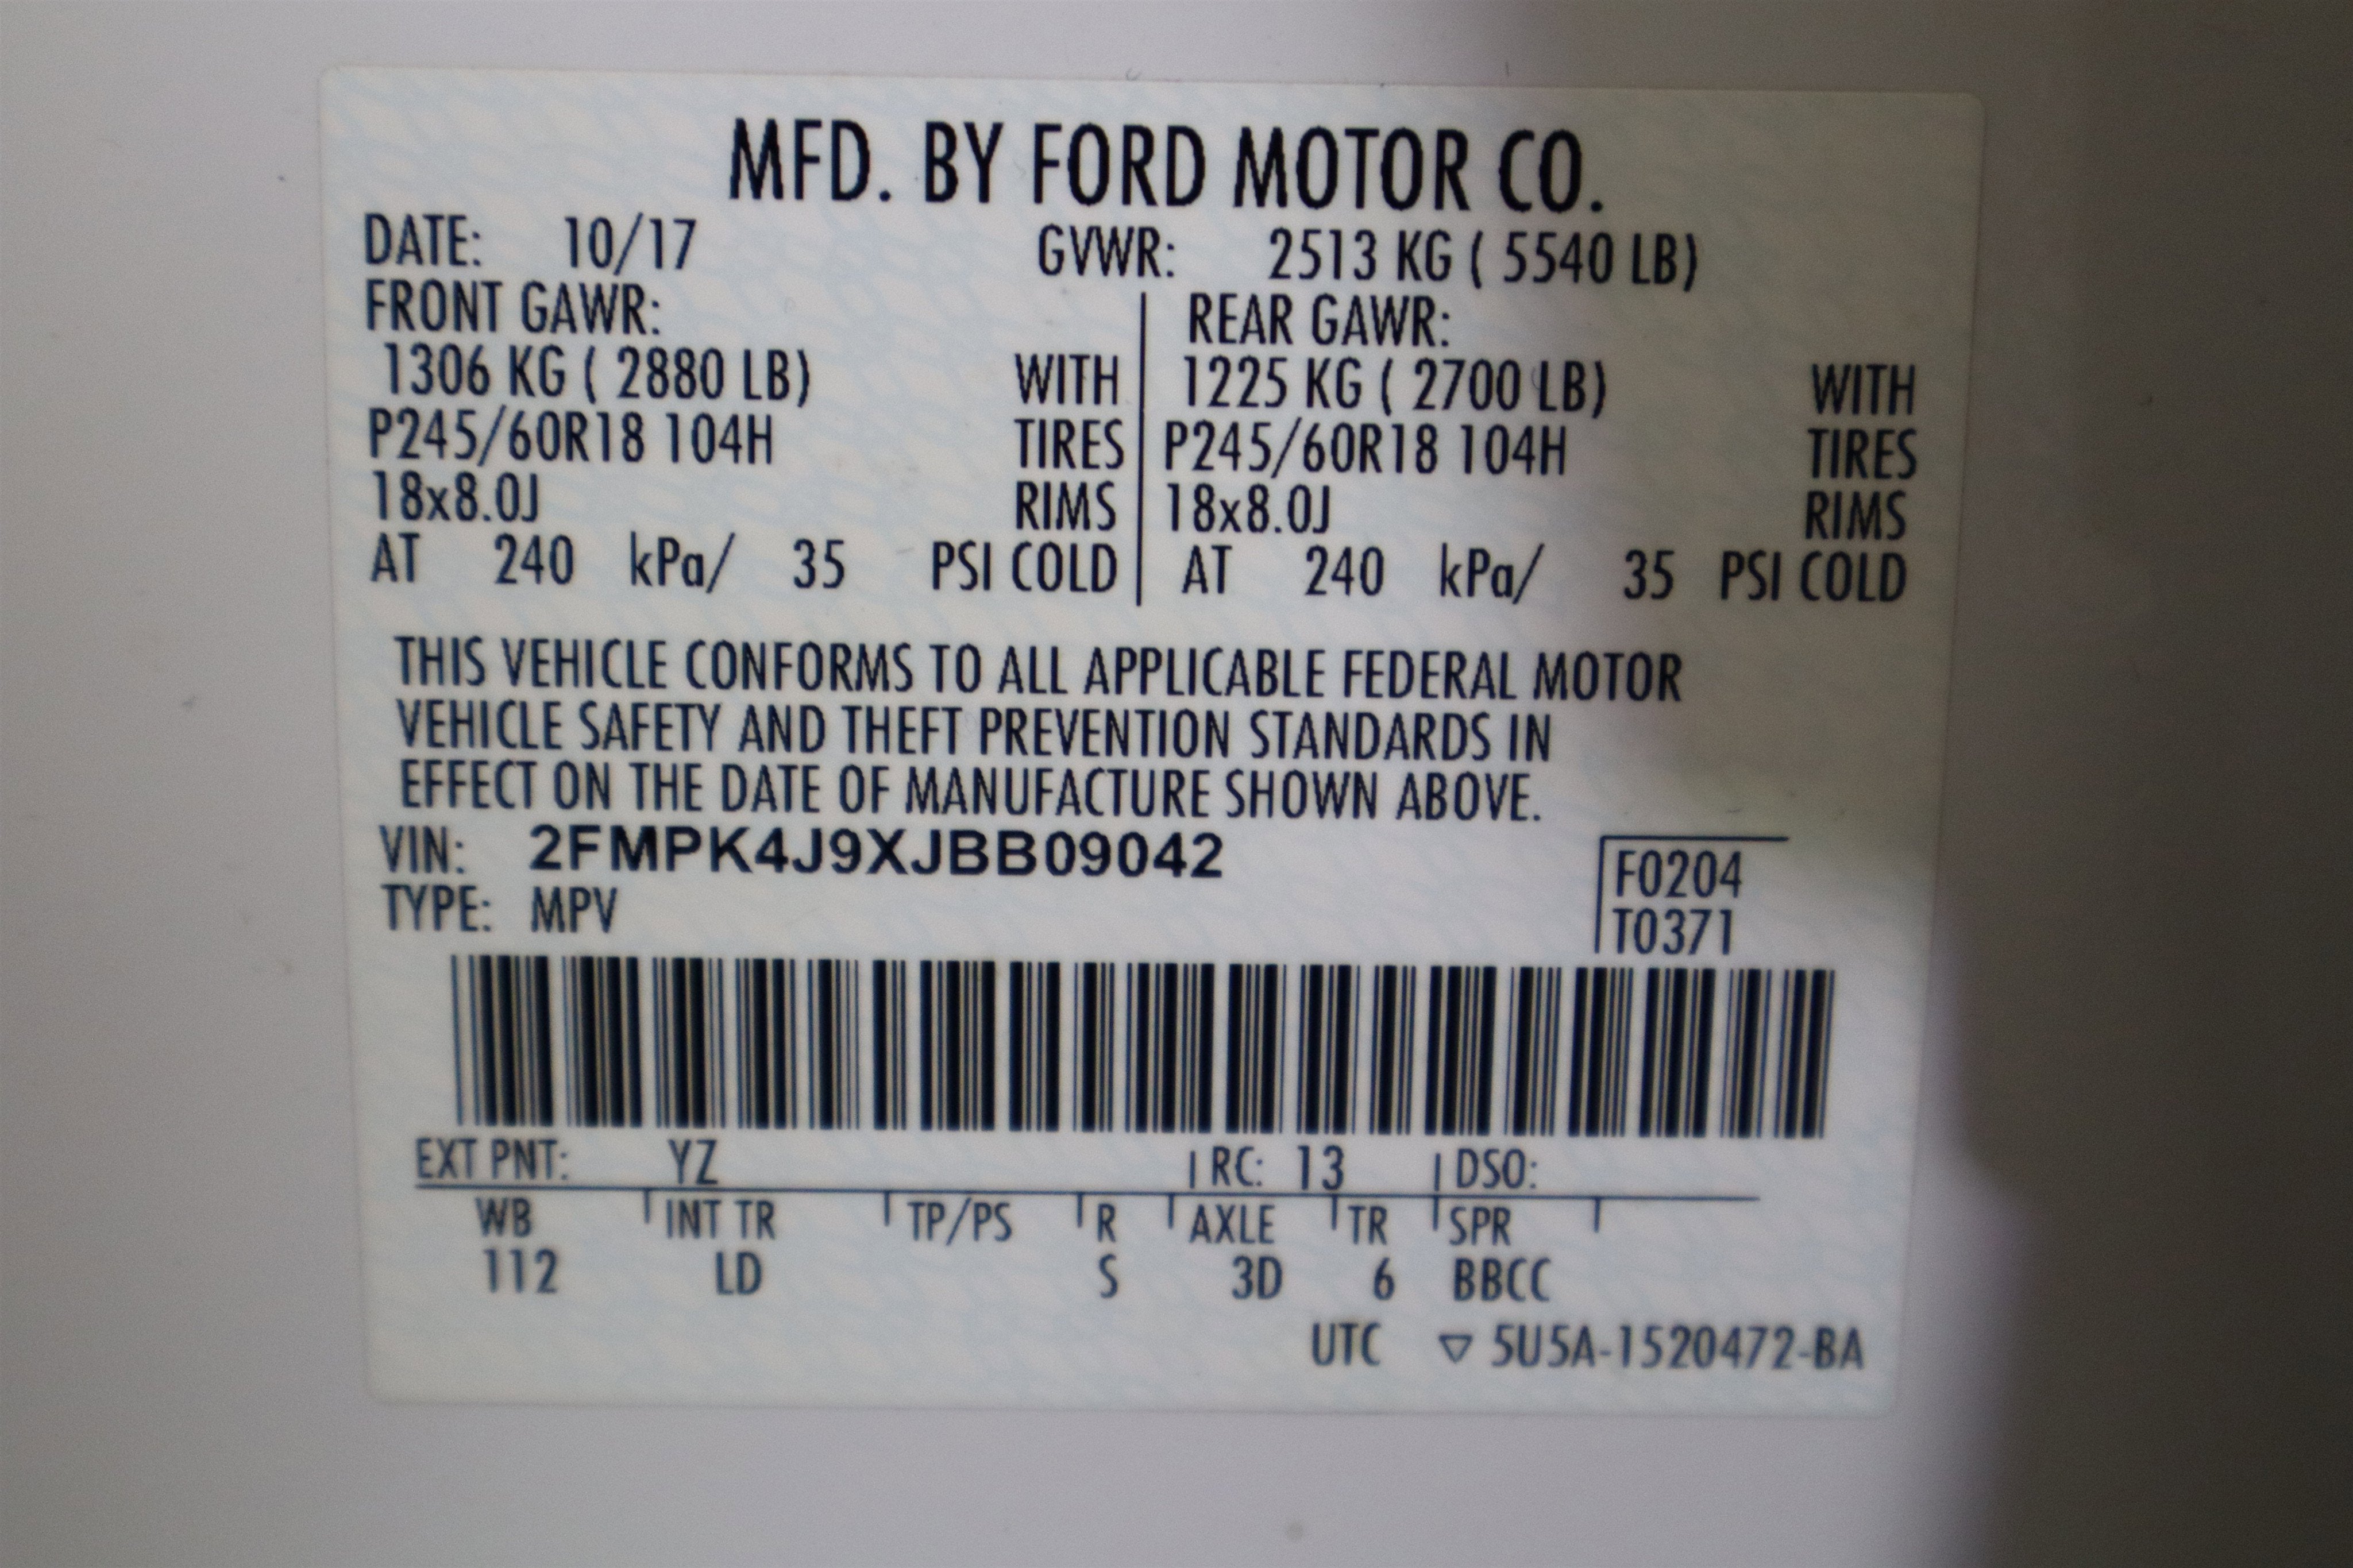 MFD. BY FORD MOTOR CO.
DATE: 10/17 GVWR: 2513 KG ( 5540 LB)
FRONT GAWR: REAR GAWR:
1306 KG ( 2880 LB) WITH 1225 KG ( 2700 LB) WITH
P245/60R18 104H TIRES P245/60R18 104H TIRES
18x8.0J RIMS 18x8.0J RIMS
AT 240 kPa/ 35 PSI COLD AT 240 kPa/ 35 PSI COLD
THIS VEHICLE CONFORMS TO ALL APPLICABLE FEDERAL MOTOR
VEHICLE SAFETY AND THEFT PREVENTION STANDARDS IN
EFFECT ON THE DATE OF MANUFACTURE SHOWN ABOVE.
VIN: 2FMPK4J9XJBB09042 F0204
TYPE: MPV T0371
EXT PNT: YZ RC: 13 DSO:
WB INT TR TP/PS R AXLE TR SPR
112 LD S 3D 6 BBCC
UTC ▽ 5U5A-1520472-BA